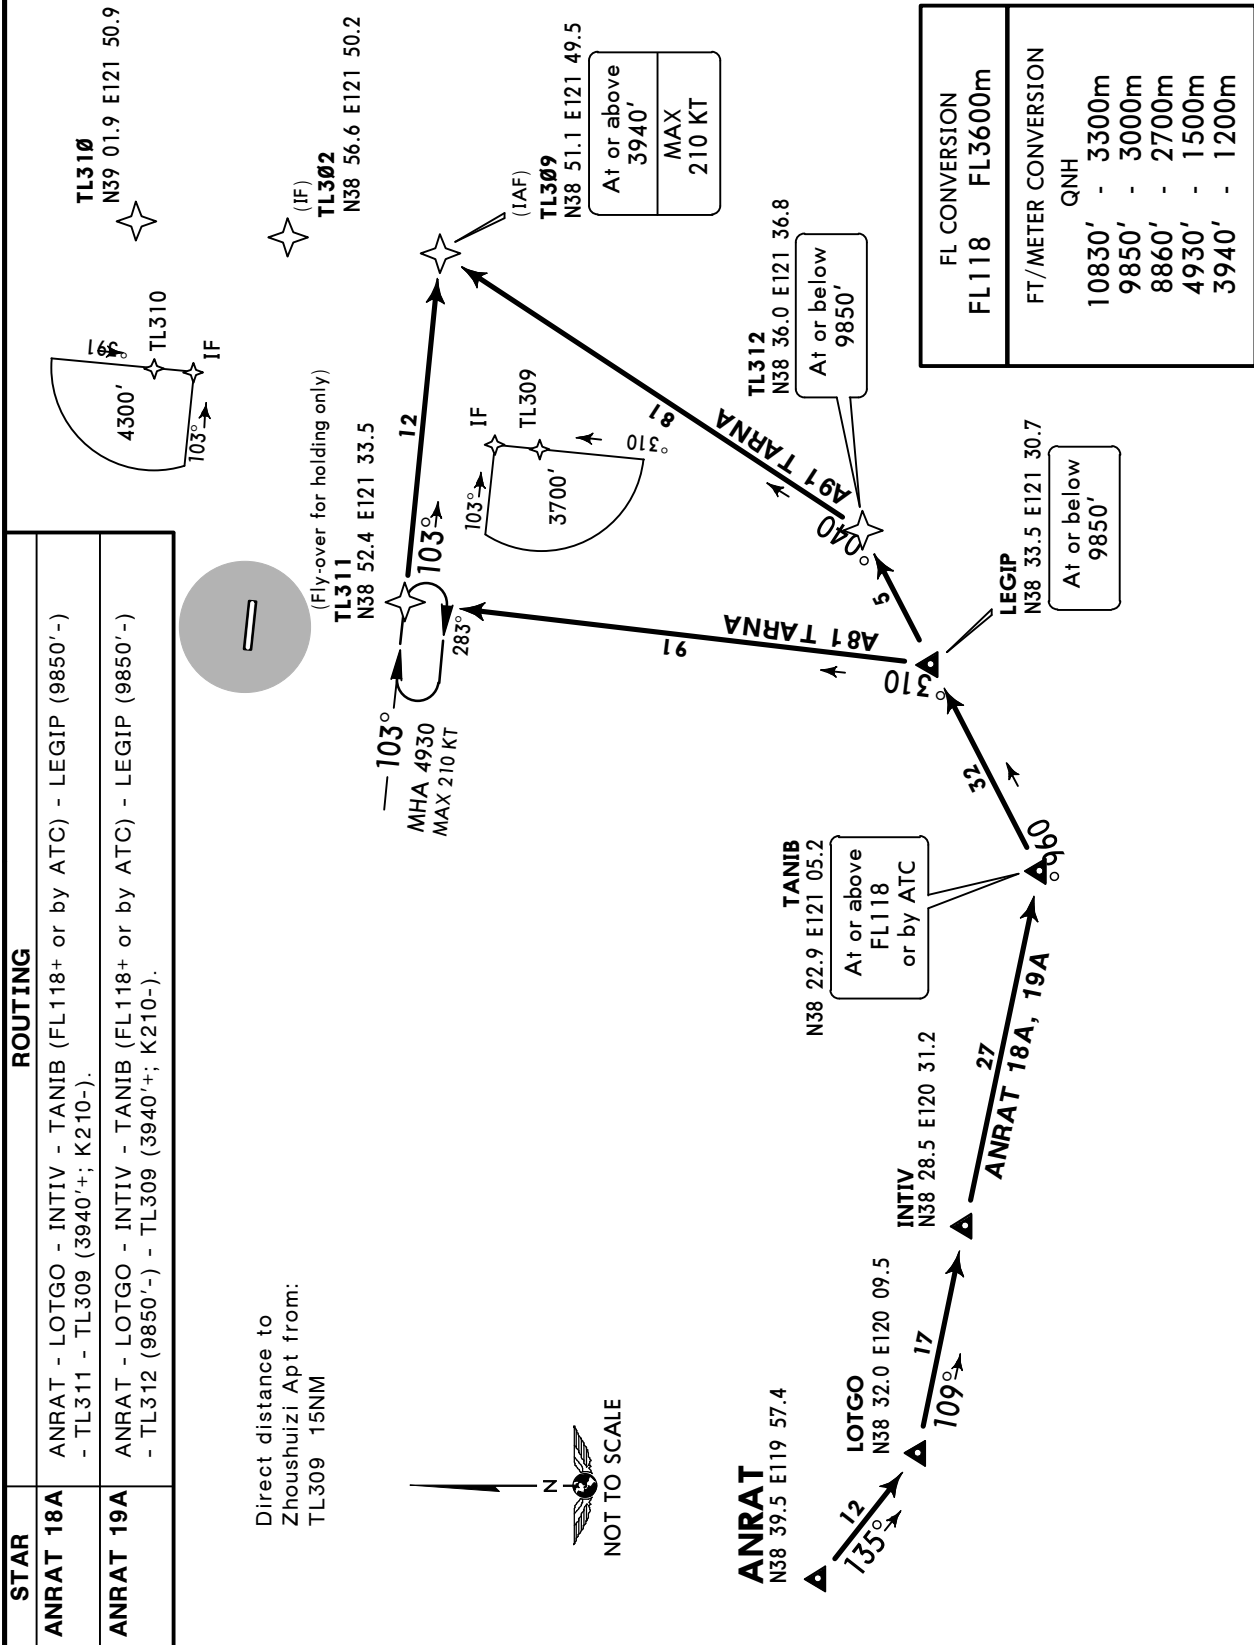 STAR
ROUTING
ANRAT 18A
ANRAT - LOTGO - INTIV - TANIB (FL118+ or by ATC) - LEGIP (9850'-)
- TL311 - TL309 (3940'+; K210-).
ANRAT 19A
ANRAT - LOTGO - INTIV - TANIB (FL118+ or by ATC) - LEGIP (9850'-)
- TL312 (9850'-) - TL309 (3940'+; K210-).
Direct distance to
Zhoushuizi Apt from:
TL309 15NM
N
NOT TO SCALE
4300'
193°
TL310
IF
103°
TL310
N39 01.9 E121 50.9
(IF)
TL302
N38 56.6 E121 50.2
(IAF)
TL309
N38 51.1 E121 49.5
At or above
3940'
MAX
210 KT
(Fly-over for holding only)
TL311
N38 52.4 E121 33.5
12
103°
103°
283°
MHA 4930
MAX 210 KT
103°
IF
TL309
3700'
013°
19
ANRAT 18A
013°
18
ANRAT 19A
040°
TL312
N38 36.0 E121 36.8
At or below
9850'
5
LEGIP
N38 33.5 E121 30.7
At or below
9850'
23
069°
TANIB
N38 22.9 E121 05.2
At or above
FL118
or by ATC
27
ANRAT 18A, 19A
INTIV
N38 28.5 E120 31.2
17
109°
LOTGO
N38 32.0 E120 09.5
12
135°
ANRAT
N38 39.5 E119 57.4
FL CONVERSION
FL118 FL3600m
FT/METER CONVERSION
QNH
10830' - 3300m
9850' - 3000m
8860' - 2700m
4930' - 1500m
3940' - 1200m